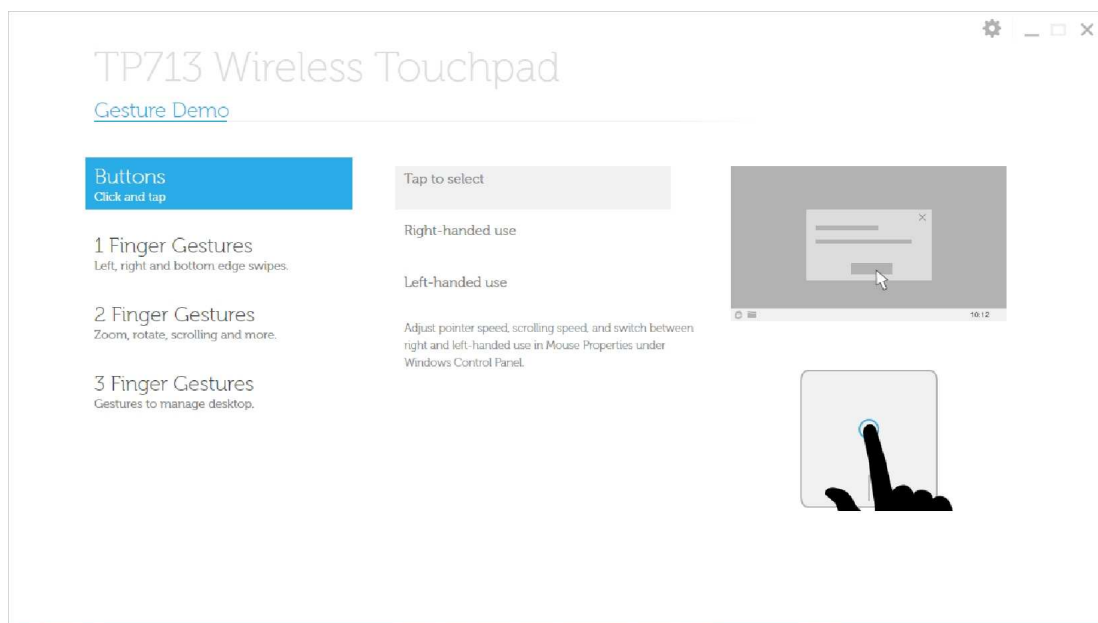 TP713 Wireless Touchpad
Gesture Demo
Buttons
Click and tap
1 Finger Gestures
Left, right and bottom edge swipes.
2 Finger Gestures
Zoom, rotate, scrolling and more.
3 Finger Gestures
Gestures to manage desktop.
Tap to select
Right-handed use
Left-handed use
Adjust pointer speed, scrolling speed, and switch between
right and left-handed use in Mouse Properties under
Windows Control Panel.
10:12